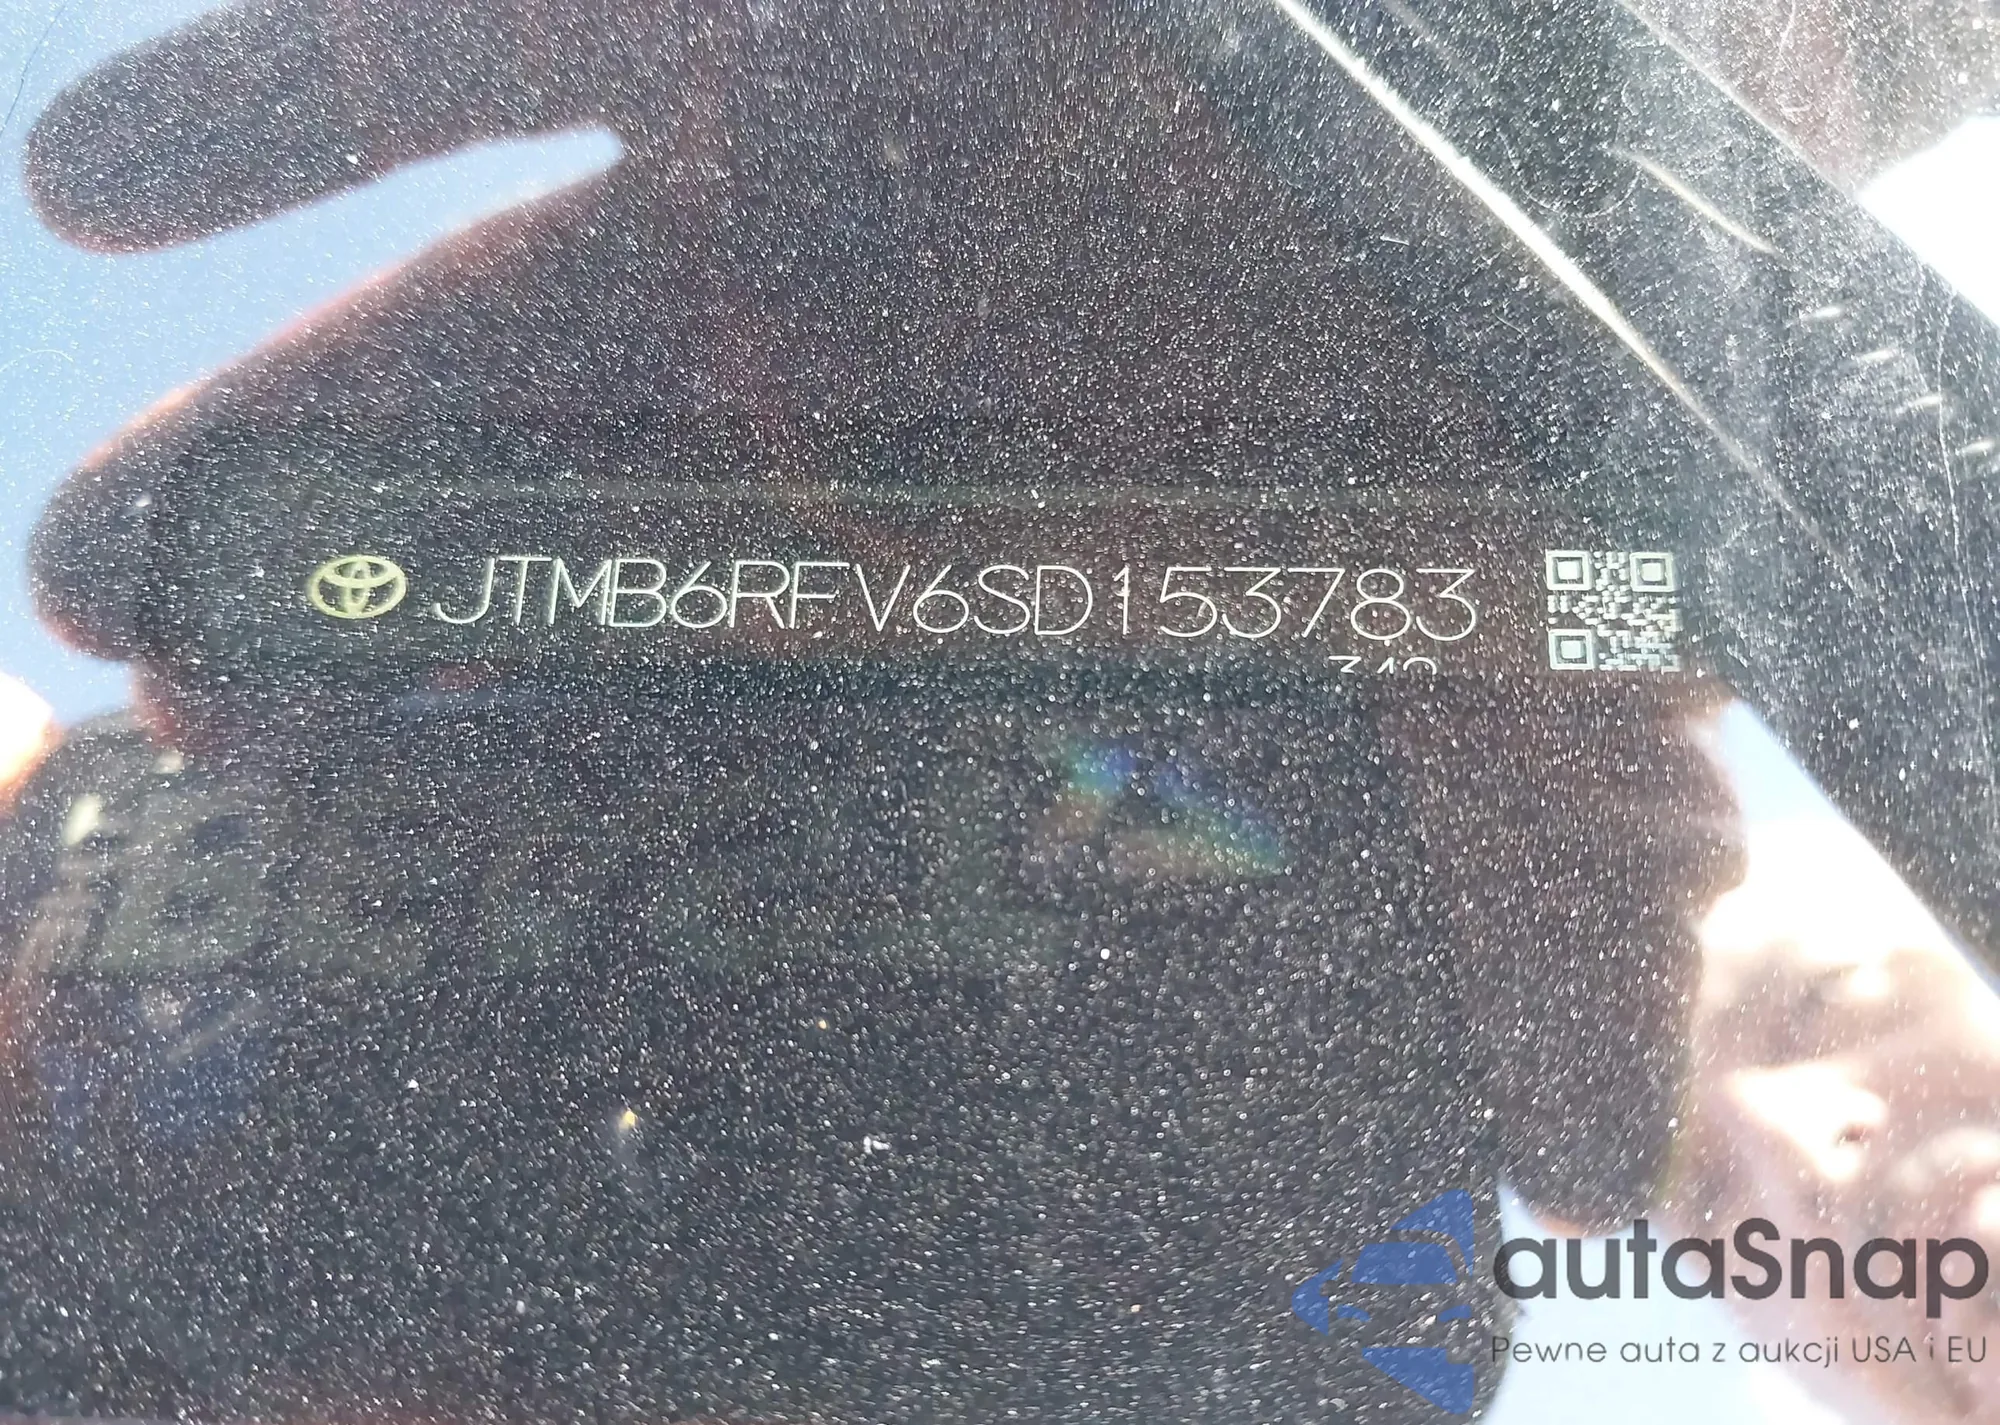 JTMB6RFV6SD153783
autaSnap
Pewne auta z aukcji USA i EU